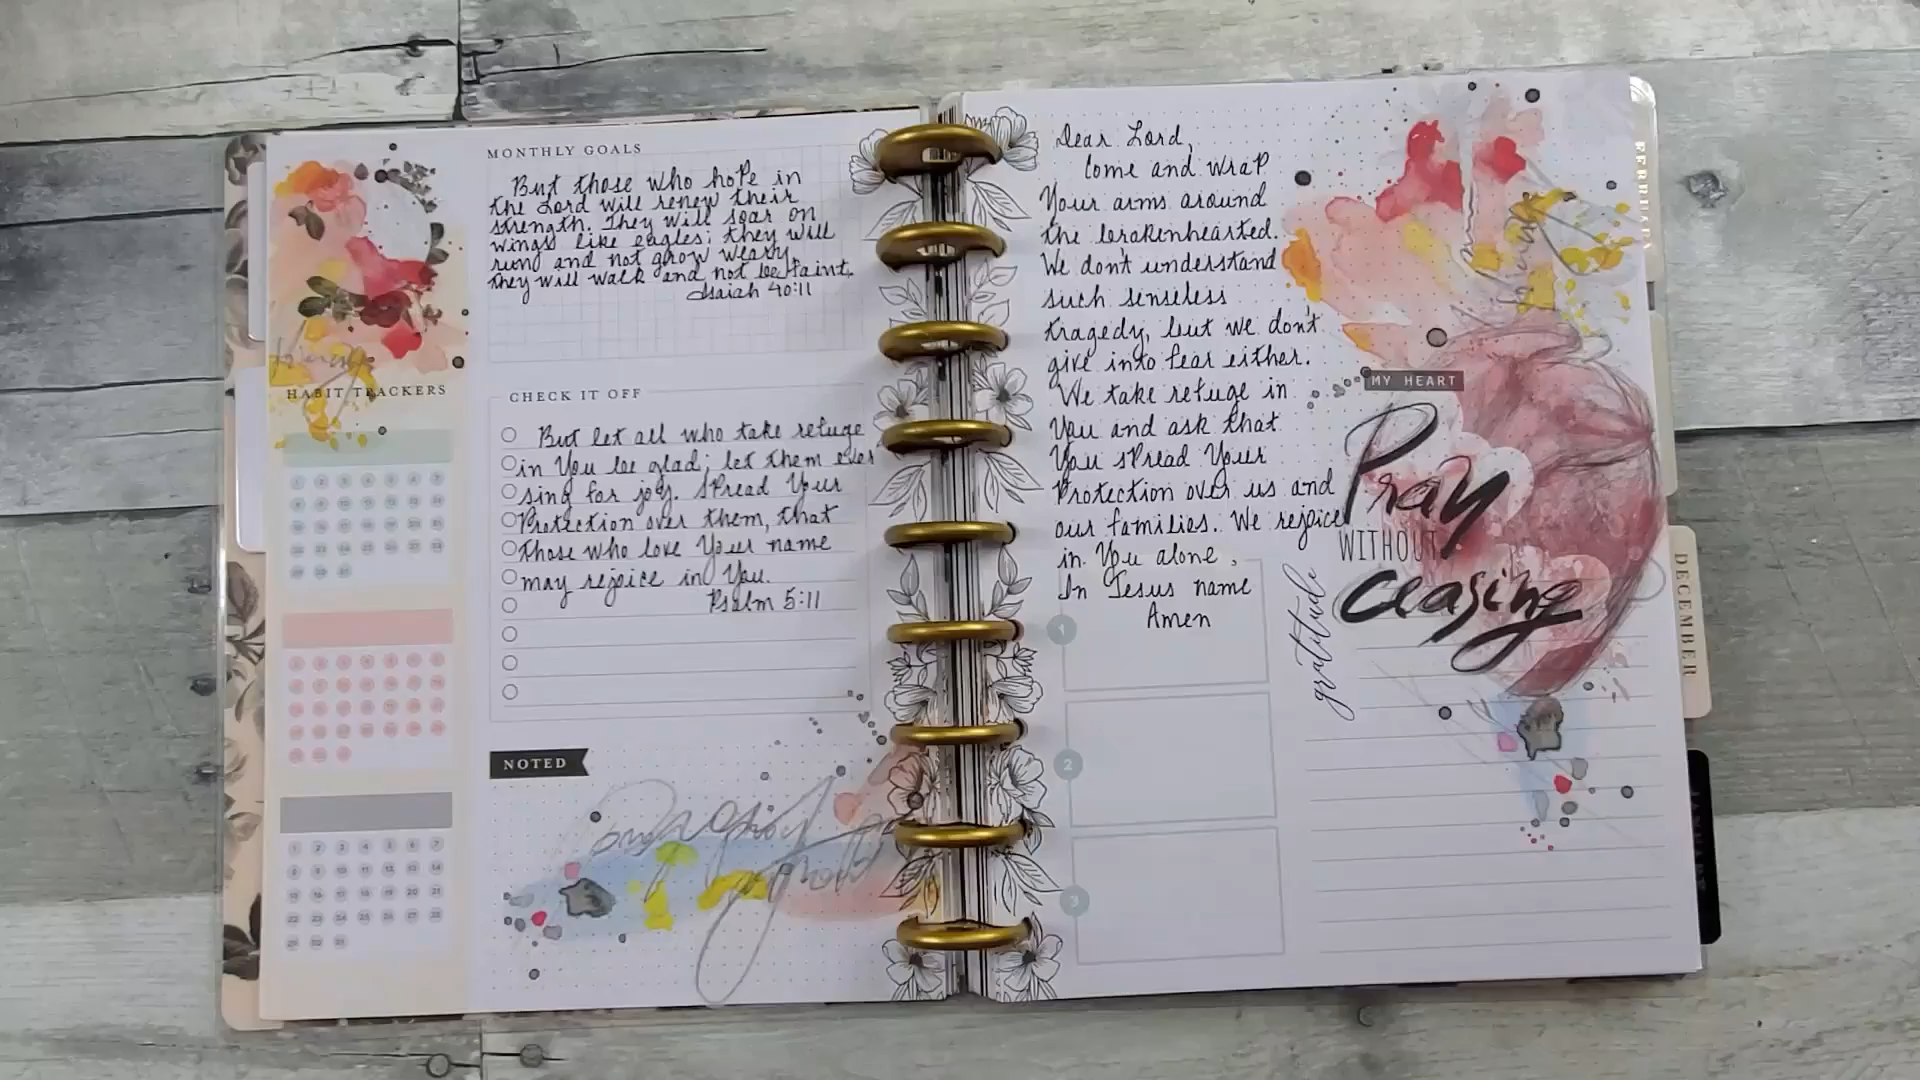 MONTHLY GOALS
But those who hope in
the Lord will renew their
strength. They will soar on
wings like eagles; they will
run and not grow weary,
they will walk and not be faint.
Isaiah 40:11
HABIT TRACKERS
CHECK IT OFF
But let all who take refuge
in You be glad; let them ever
sing for joy. Spread Your
Protection over them, that
those who love Your name
may rejoice in You.
Psalm 5:11
NOTED
Dear Lord,
Come and wrap
Your arms around
the brokenhearted.
We don't understand
such senseless
tragedy, but we don't
give into fear either.
We take refuge in
You and ask that
You spread Your
Protection over us and
our families. We rejoice
in You alone,
In Jesus name
Amen
MY HEART
Pray
WITHOUT
ceasing
gratitude
1
2
3
FEBRUARY
DECEMBER